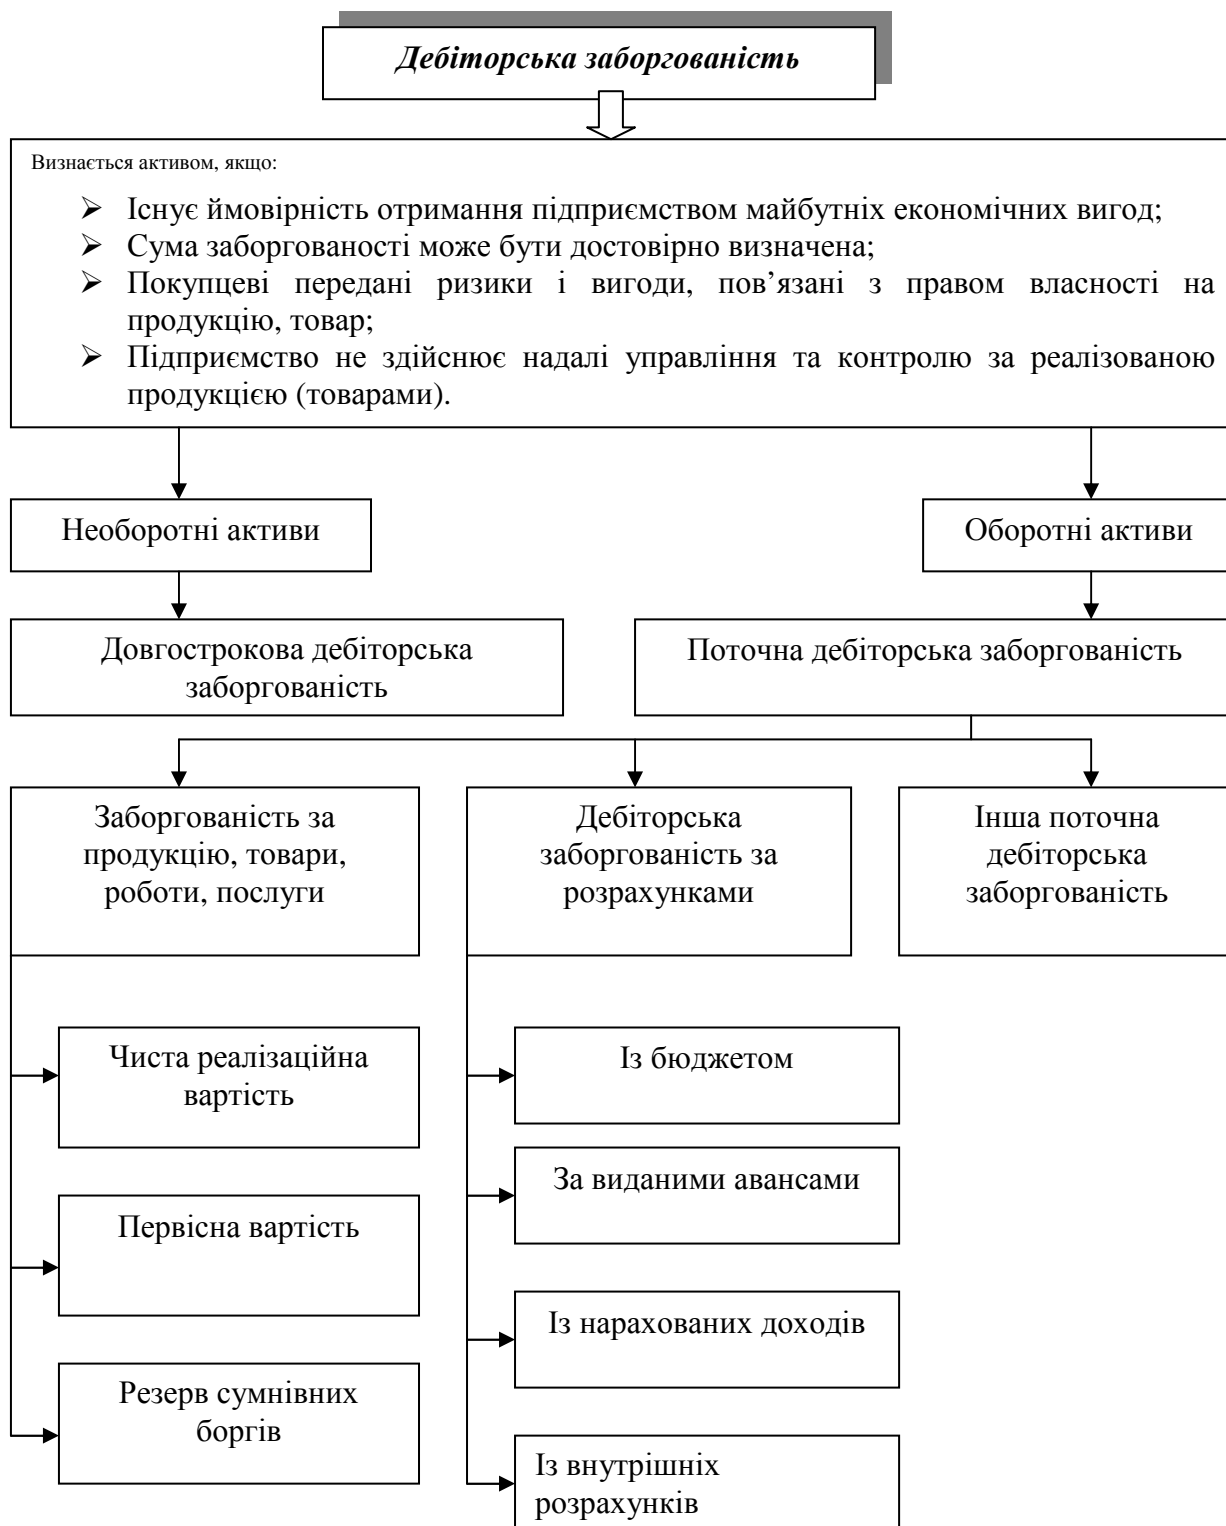 Дебіторська заборгованість
Визнається активом, якщо:
➢ Існує ймовірність отримання підприємством майбутніх економічних вигод;
➢ Сума заборгованості може бути достовірно визначена;
➢ Покупцеві передані ризики і вигоди, пов’язані з правом власності на
продукцію, товар;
➢ Підприємство не здійснює надалі управління та контролю за реалізованою
продукцією (товарами).
Необоротні активи
Оборотні активи
Довгострокова дебіторська
заборгованість
Поточна дебіторська заборгованість
Заборгованість за
продукцію, товари,
роботи, послуги
Дебіторська
заборгованість за
розрахунками
Інша поточна
дебіторська
заборгованість
Чиста реалізаційна
вартість
Первісна вартість
Резерв сумнівних
боргів
Із бюджетом
За виданими авансами
Із нарахованих доходів
Із внутрішніх
розрахунків